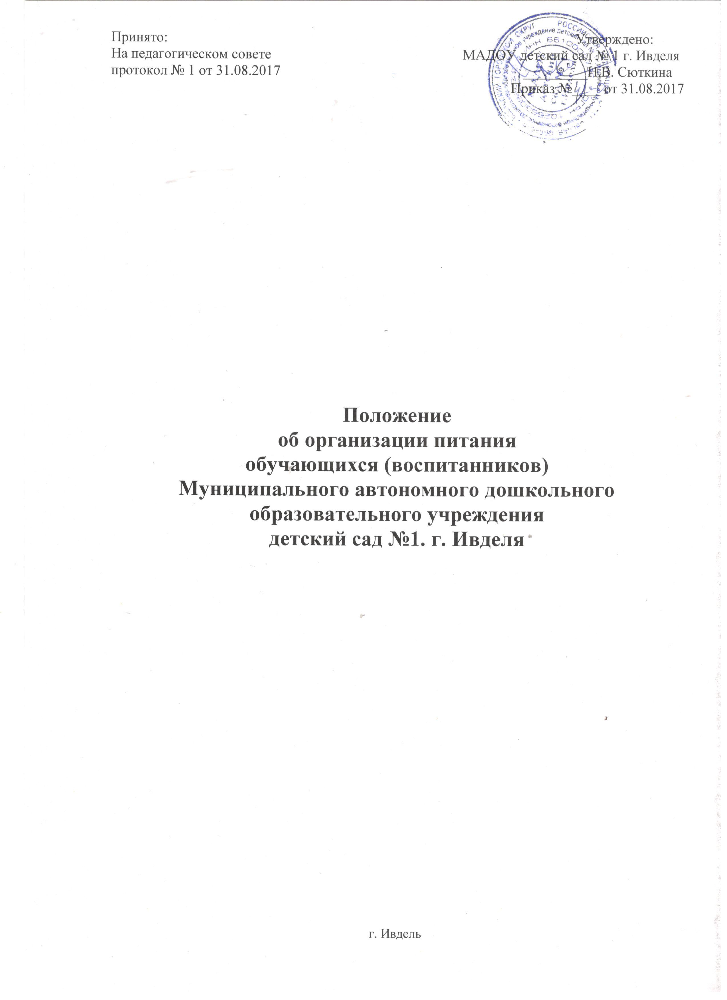 Принято:
На педагогическом совете
протокол № 1 от 31.08.2017
Утверждено:
МАДОУ детский сад № 1 г. Ивделя
Н.В. Сюткина
Приказ №____ от 31.08.2017
Положение
об организации питания
обучающихся (воспитанников)
Муниципального автономного дошкольного
образовательного учреждения
детский сад №1. г. Ивделя
г. Ивдель